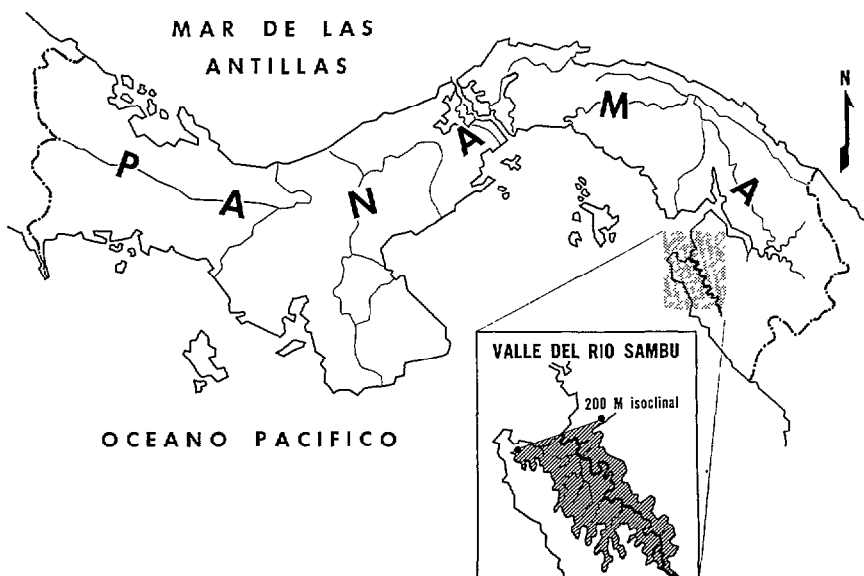 MAR DE LAS
ANTILLAS
N
P A N A M A
VALLE DEL RIO SAMBU
200 M isoclinal
OCEANO PACIFICO